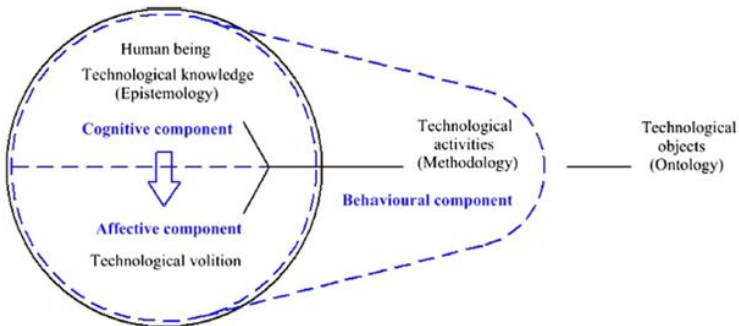 Human being
Technological knowledge
(Epistemology)
Cognitive component
Affective component
Technological volition
Technological
activities
(Methodology)
Behavioural component
Technological
objects
(Ontology)